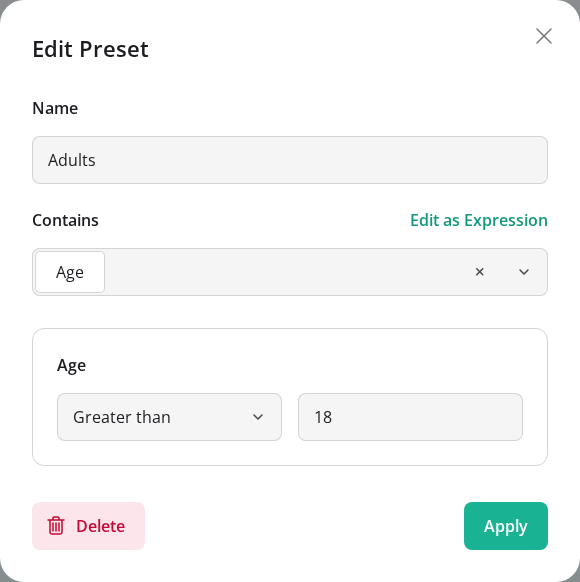 Edit Preset
Name
Adults
Contains
Edit as Expression
Age
Age
Greater than
18
Delete
Apply